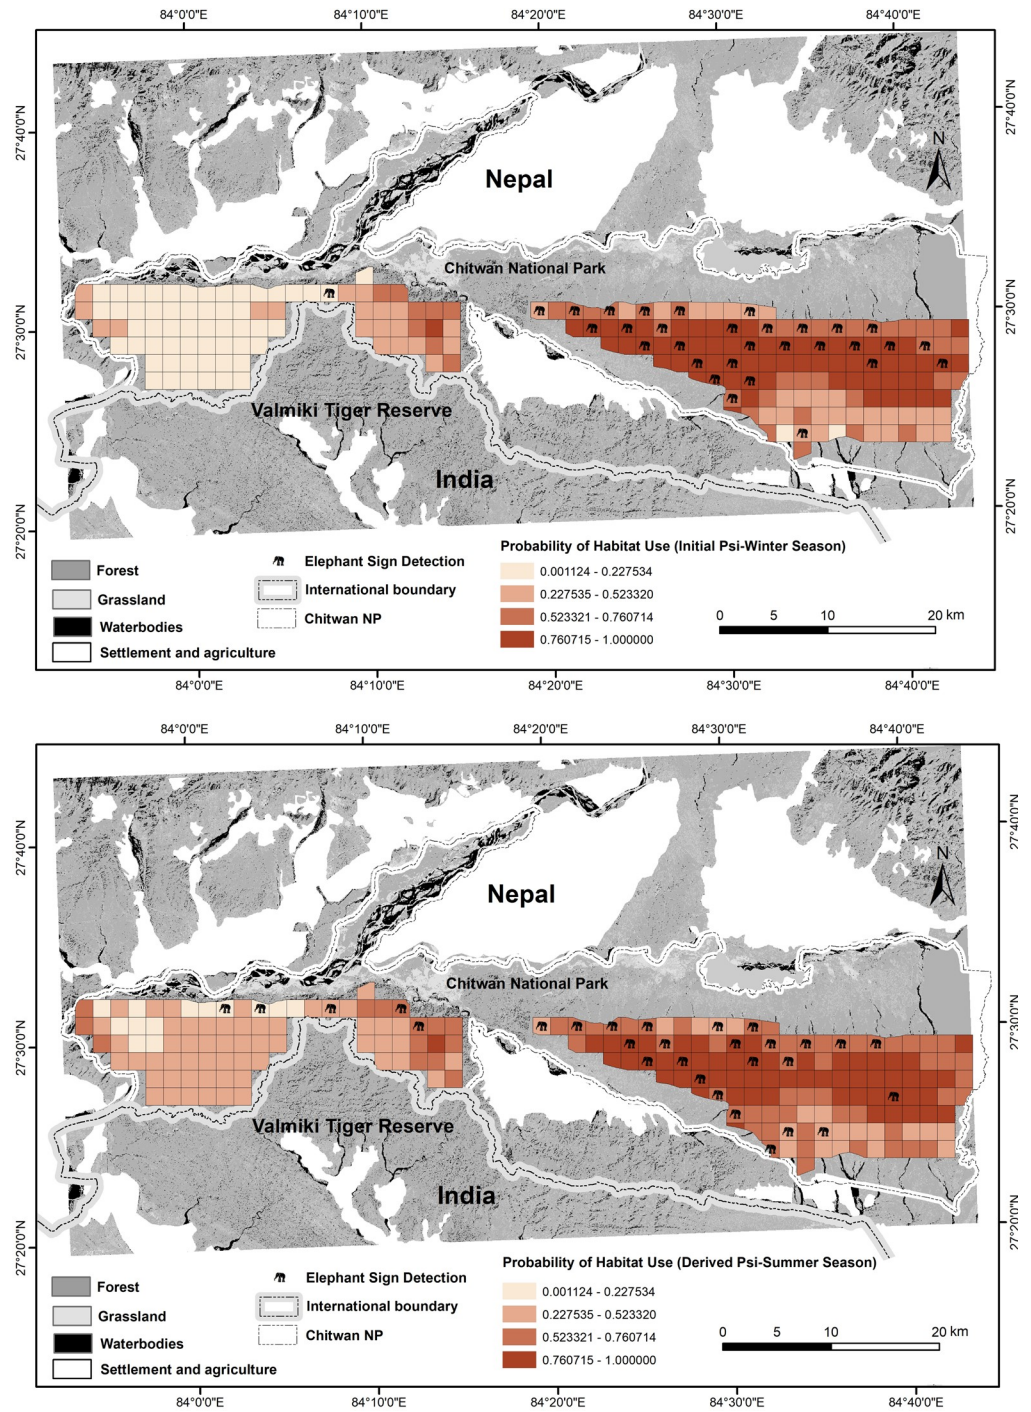 84°0'0"E 84°10'0"E 84°20'0"E 84°30'0"E 84°40'0"E
27°40'0"N
27°40'0"N
N
Nepal
Chitwan National Park
27°30'0"N
27°30'0"N
Valmiki Tiger Reserve
India
27°20'0"N
27°20'0"N
Forest
Grassland
Waterbodies
Settlement and agriculture
Elephant Sign Detection
International boundary
Chitwan NP
Probability of Habitat Use (Initial Psi-Winter Season)
0.001124 - 0.227534
0.227535 - 0.523320
0.523321 - 0.760714
0.760715 - 1.000000
0 5 10 20 km
84°0'0"E 84°10'0"E 84°20'0"E 84°30'0"E 84°40'0"E
84°0'0"E 84°10'0"E 84°20'0"E 84°30'0"E 84°40'0"E
27°40'0"N
27°40'0"N
N
Nepal
Chitwan National Park
27°30'0"N
27°30'0"N
Valmiki Tiger Reserve
India
27°20'0"N
27°20'0"N
Forest
Grassland
Waterbodies
Settlement and agriculture
Elephant Sign Detection
International boundary
Chitwan NP
Probability of Habitat Use (Derived Psi-Summer Season)
0.001124 - 0.227534
0.227535 - 0.523320
0.523321 - 0.760714
0.760715 - 1.000000
0 5 10 20 km
84°0'0"E 84°10'0"E 84°20'0"E 84°30'0"E 84°40'0"E